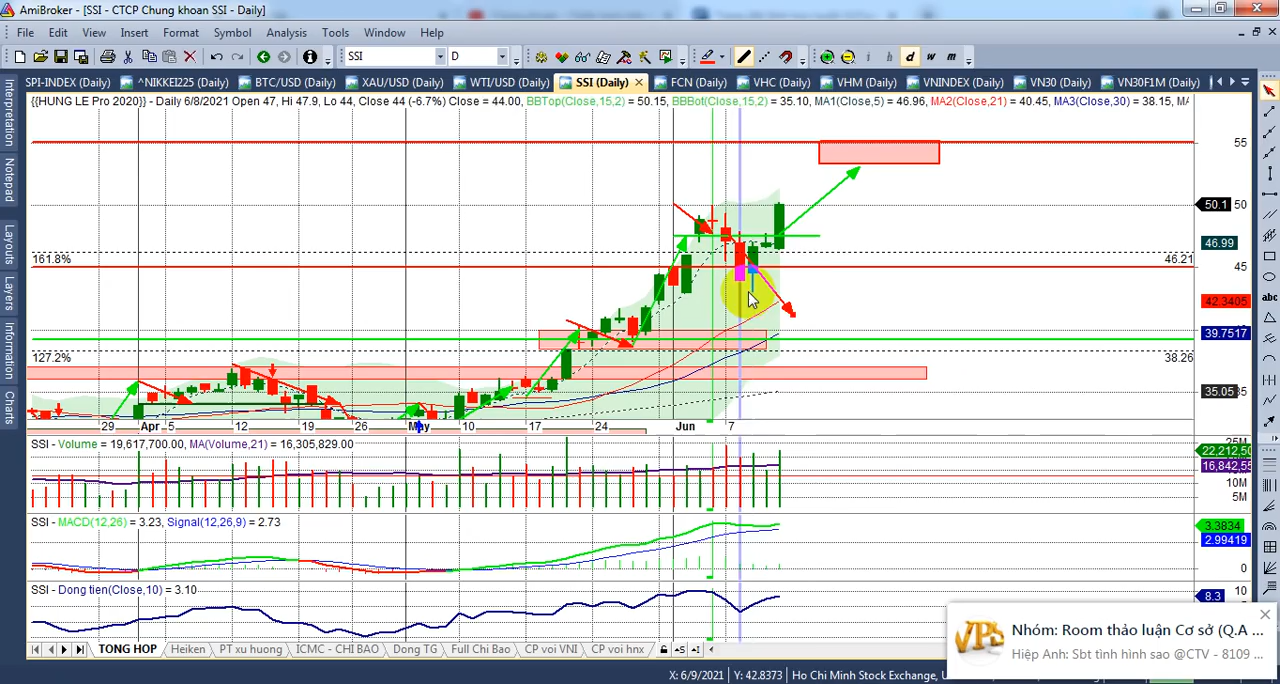 AmiBroker - [SSI - CTCP Chung khoan SSI - Daily]
File Edit View Insert Format Symbol Analysis Tools Window Help
SSI D i h d w m
SPI-INDEX (Daily) ^NIKKEI225 (Daily) BTC/USD (Daily) XAU/USD (Daily) WTI/USD (Daily) SSI (Daily) FCN (Daily) VHC (Daily) VHM (Daily) VNINDEX (Daily) VN30 (Daily) VN30F1M (Daily)
{{HUNG LE Pro 2020}} - Daily 6/8/2021 Open 47, Hi 47.9, Lo 44, Close 44 (-6.7%) Close = 44.00, BBTop(Close,15,2) = 50.15, BBBot(Close,15,2) = 35.10, MA1(Close,5) = 46.96, MA2(Close,21) = 40.45, MA3(Close,30) = 38.15, M
Interpretation
Notepad
Layouts
Layers
Information
Charts
abc
55
50.1 50
46.99
161.8% 46.21
45
42.3405
39.7517
127.2% 38.26
35.05
29 Apr 5 12 19 26 May 10 17 24 Jun 7
SSI - Volume = 19,617,700.00, MA(Volume,21) = 16,305,829.00
22,212,50
16,842,55
10M
5M
SSI - MACD(12,26) = 3.23, Signal(12,26,9) = 2.73
3.3834
2.99419
0
SSI - Dong tien(Close,10) = 3.10
10
8.3
TONG HOP Heiken PT xu huong ICMC - CHI BAO Dong TG Full Chi Bao CP voi VNI CP voi hnx
X: 6/9/2021 Y: 42.8373 Ho Chi Minh Stock Exchange,
VPS
Nhóm: Room thảo luận Cơ sở (Q.A ...
Hiệp Anh: Sbt tình hình sao @CTV - 8109 ...